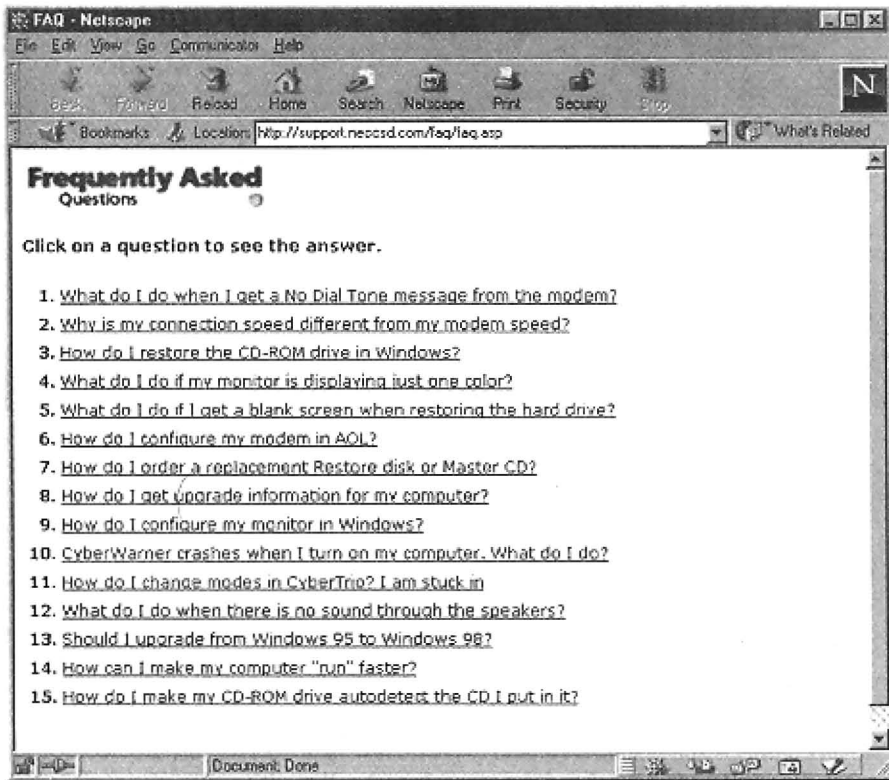 FAQ - Netscape
File Edit View Go Communicator Help
Back Forward Reload Home Search Netscape Print Security Stop
N
Bookmarks Location: http://support.neccsd.com/faq/faq.asp What's Related
Frequently Asked
Questions
Click on a question to see the answer.
1. What do I do when I get a No Dial Tone message from the modem?
2. Why is my connection speed different from my modem speed?
3. How do I restore the CD-ROM drive in Windows?
4. What do I do if my monitor is displaying just one color?
5. What do I do if I get a blank screen when restoring the hard drive?
6. How do I configure my modem in AOL?
7. How do I order a replacement Restore disk or Master CD?
8. How do I get upgrade information for my computer?
9. How do I configure my monitor in Windows?
10. CyberWarner crashes when I turn on my computer. What do I do?
11. How do I change modes in CyberTrio? I am stuck in
12. What do I do when there is no sound through the speakers?
13. Should I upgrade from Windows 95 to Windows 98?
14. How can I make my computer "run" faster?
15. How do I make my CD-ROM drive autodetect the CD I put in it?
Document: Done